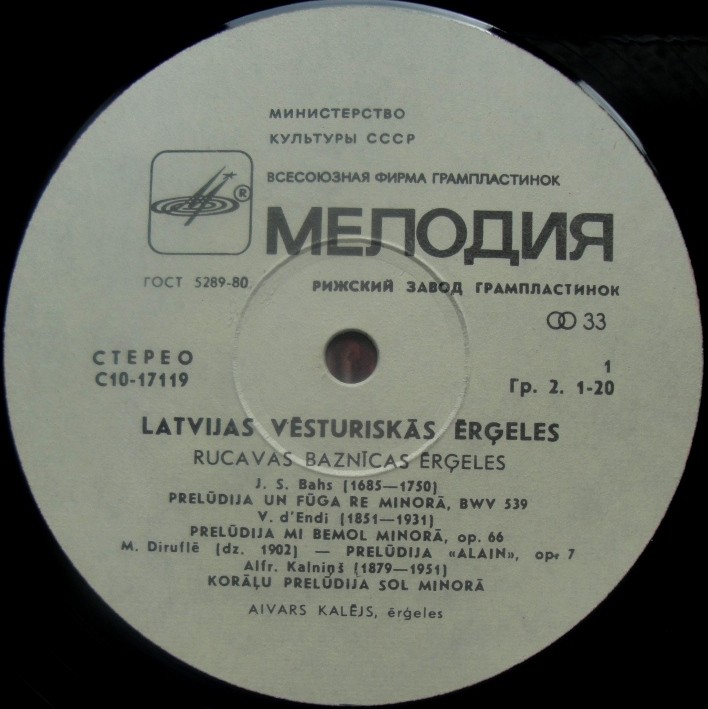 МИНИСТЕРСТВО
КУЛЬТУРЫ СССР
ВСЕСОЮЗНАЯ ФИРМА ГРАМПЛАСТИНОК
®
МЕЛОДИЯ
ГОСТ 5289-80
РИЖСКИЙ ЗАВОД ГРАМПЛАСТИНОК
33
СТЕРЕО
1
С10-17119
Гр. 2. 1-20
LATVIJAS VĒSTURISKĀS ĒRĢELES
RUCAVAS BAZNĪCAS ĒRĢELES
J. S. Bahs (1685—1750)
PRELŪDIJA UN FŪGA RE MINORĀ, BWV 539
V. d'Endi (1851—1931)
PRELŪDIJA MI BEMOL MINORĀ, op. 66
M. Diruflē (dz. 1902) — PRELŪDIJA «ALAIN», op. 7
Alfr. Kalniņš (1879—1951)
KORĀĻU PRELŪDIJA SOL MINORĀ
AIVARS KALĒJS, ērģeles